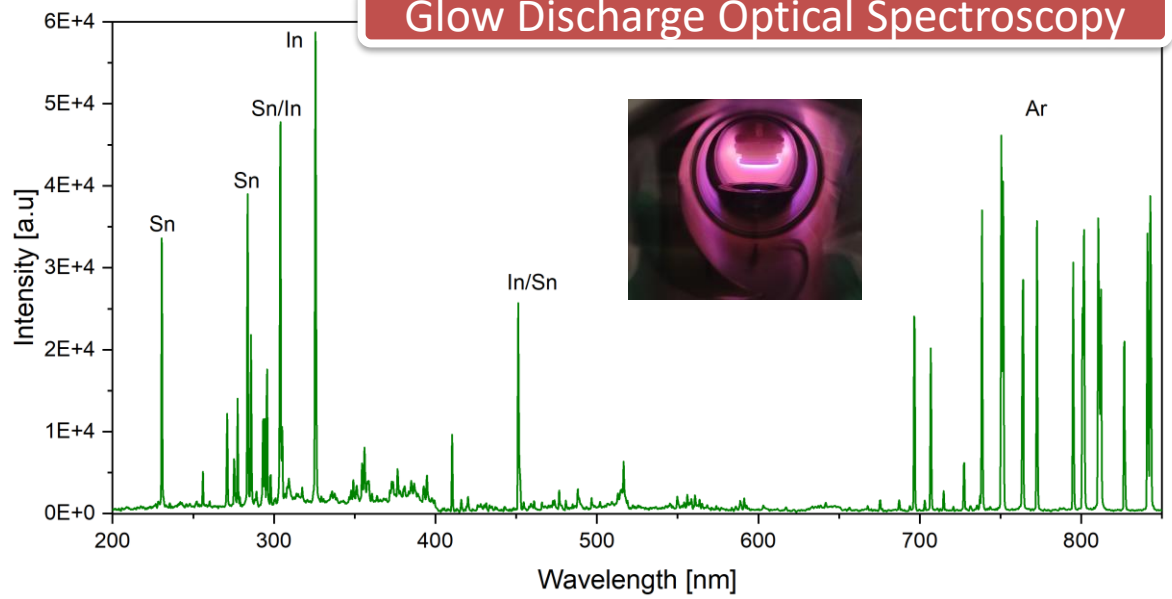 Glow Discharge Optical Spectroscopy
6E+4
5E+4
4E+4
3E+4
2E+4
1E+4
0E+0
Intensity [a.u]
In
Sn/In
Sn
Sn
In/Sn
Ar
200
300
400
500
600
700
800
Wavelength [nm]